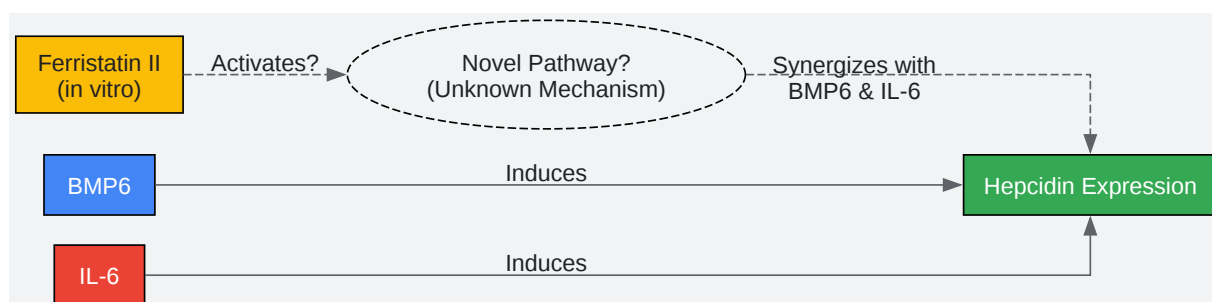 Ferristatin II
(in vitro)
Activates?
Novel Pathway?
(Unknown Mechanism)
Synergizes with
BMP6 & IL-6
BMP6
Induces
Hepcidin Expression
IL-6
Induces